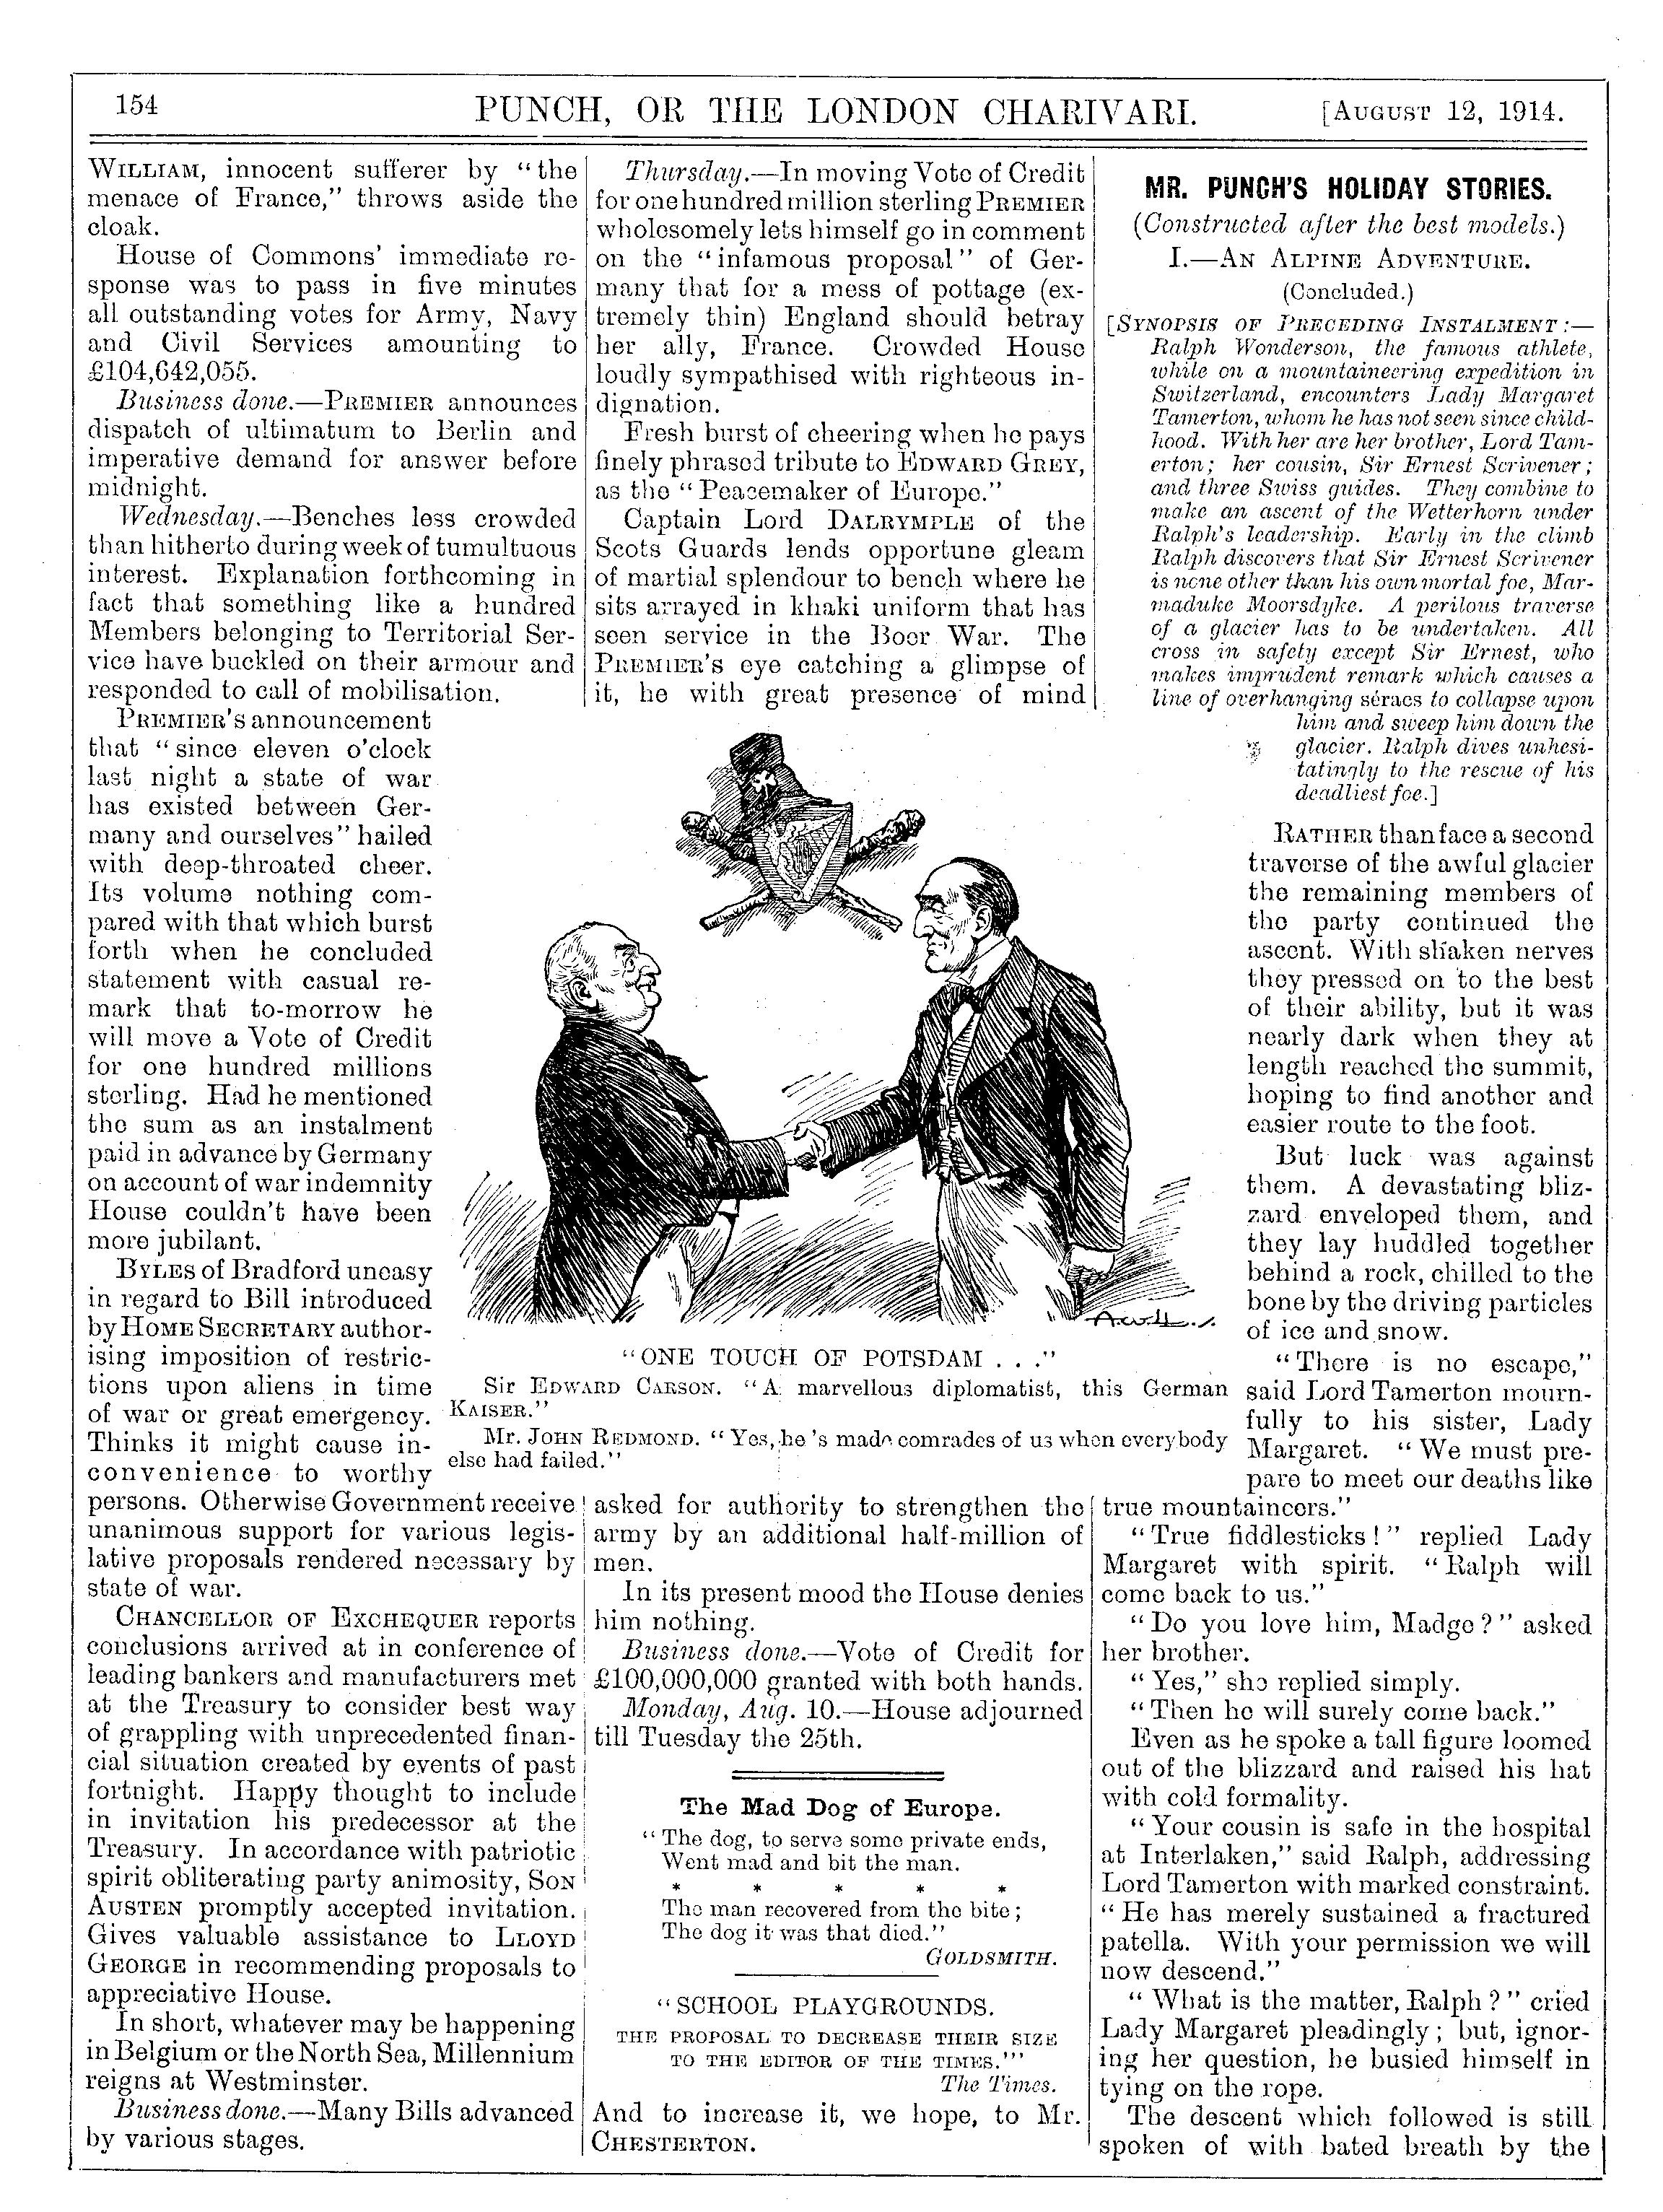 154
PUNCH, OR THE LONDON CHARIVARI.
[AUGUST 12, 1914.
WILLIAM, innocent sufferer by "the
menace of France," throws aside the
cloak.
House of Commons' immediate re-
sponse was to pass in five minutes
all outstanding votes for Army, Navy
and Civil Services amounting to
£104,642,055.
Business done.—PREMIER announces
dispatch of ultimatum to Berlin and
imperative demand for answer before
midnight.
Wednesday.—Benches less crowded
than hitherto during week of tumultuous
interest. Explanation forthcoming in
fact that something like a hundred
Members belonging to Territorial Ser-
vice have buckled on their armour and
responded to call of mobilisation.
PREMIER'S announcement
that "since eleven o'clock
last night a state of war
has existed between Ger-
many and ourselves" hailed
with deep-throated cheer.
Its volume nothing com-
pared with that which burst
forth when he concluded
statement with casual re-
mark that to-morrow he
will move a Vote of Credit
for one hundred millions
sterling. Had he mentioned
the sum as an instalment
paid in advance by Germany
on account of war indemnity
House couldn't have been
more jubilant.
BYLES of Bradford uneasy
in regard to Bill introduced
by HOME SECRETARY author-
ising imposition of restric-
tions upon aliens in time
of war or great emergency.
Thinks it might cause in-
convenience to worthy
persons. Otherwise Government receive
unanimous support for various legis-
lative proposals rendered necessary by
state of war.
CHANCELLOR OF EXCHEQUER reports
conclusions arrived at in conference of
leading bankers and manufacturers met
at the Treasury to consider best way
of grappling with unprecedented finan-
cial situation created by events of past
fortnight. Happy thought to include
in invitation his predecessor at the
Treasury. In accordance with patriotic
spirit obliterating party animosity, SON
AUSTEN promptly accepted invitation.
Gives valuable assistance to LLOYD
GEORGE in recommending proposals to
appreciative House.
In short, whatever may be happening
in Belgium or the North Sea, Millennium
reigns at Westminster.
Business done.—Many Bills advanced
by various stages.
Thursday.—In moving Vote of Credit
for one hundred million sterling PREMIER
wholesomely lets himself go in comment
on the "infamous proposal" of Ger-
many that for a mess of pottage (ex-
tremely thin) England should betray
her ally, France. Crowded House
loudly sympathised with righteous in-
dignation.
Fresh burst of cheering when he pays
finely phrased tribute to EDWARD GREY,
as the "Peacemaker of Europe."
Captain Lord DALRYMPLE of the
Scots Guards lends opportune gleam
of martial splendour to bench where he
sits arrayed in khaki uniform that has
seen service in the Boer War. The
PREMIER'S eye catching a glimpse of
it, he with great presence of mind
A.W.LL.
"ONE TOUCH OF POTSDAM . . ."
Sir EDWARD CARSON. "A marvellous diplomatist, this German
KAISER."
Mr. JOHN REDMOND. "Yes, he's made comrades of us when everybody
else had failed."
asked for authority to strengthen the
army by an additional half-million of
men.
In its present mood the House denies
him nothing.
Business done.—Vote of Credit for
£100,000,000 granted with both hands.
Monday, Aug. 10.—House adjourned
till Tuesday the 25th.
The Mad Dog of Europe.
"The dog, to serve some private ends,
Went mad and bit the man.
* * * * *
The man recovered from the bite;
The dog it was that died."
GOLDSMITH.
"SCHOOL PLAYGROUNDS.
THE PROPOSAL TO DECREASE THEIR SIZE
TO THE EDITOR OF THE TIMES.'"
The Times.
And to increase it, we hope, to Mr.
CHESTERTON.
MR. PUNCH'S HOLIDAY STORIES.
(Constructed after the best models.)
I.—AN ALPINE ADVENTURE.
(Concluded.)
[SYNOPSIS OF PRECEDING INSTALMENT:—
Ralph Wonderson, the famous athlete,
while on a mountaineering expedition in
Switzerland, encounters Lady Margaret
Tamerton, whom he has not seen since child-
hood. With her are her brother, Lord Tam-
erton; her cousin, Sir Ernest Scrivener;
and three Swiss guides. They combine to
make an ascent of the Wetterhorn under
Ralph's leadership. Early in the climb
Ralph discovers that Sir Ernest Scrivener
is none other than his own mortal foe, Mar-
maduke Moorsdyke. A perilous traverse
of a glacier has to be undertaken. All
cross in safety except Sir Ernest, who
makes imprudent remark which causes a
line of overhanging séracs to collapse upon
him and sweep him down the
glacier. Ralph dives unhesi-
tatingly to the rescue of his
deadliest foe.]
RATHER than face a second
traverse of the awful glacier
the remaining members of
the party continued the
ascent. With shaken nerves
they pressed on to the best
of their ability, but it was
nearly dark when they at
length reached the summit,
hoping to find another and
easier route to the foot.
But luck was against
them. A devastating bliz-
zard enveloped them, and
they lay huddled together
behind a rock, chilled to the
bone by the driving particles
of ice and snow.
"There is no escape,"
said Lord Tamerton mourn-
fully to his sister, Lady
Margaret. "We must pre-
pare to meet our deaths like
true mountaineers."
"True fiddlesticks!" replied Lady
Margaret with spirit. "Ralph will
come back to us."
"Do you love him, Madge?" asked
her brother.
"Yes," she replied simply.
"Then he will surely come back."
Even as he spoke a tall figure loomed
out of the blizzard and raised his hat
with cold formality.
"Your cousin is safe in the hospital
at Interlaken," said Ralph, addressing
Lord Tamerton with marked constraint.
"He has merely sustained a fractured
patella. With your permission we will
now descend."
"What is the matter, Ralph?" cried
Lady Margaret pleadingly; but, ignor-
ing her question, he busied himself in
tying on the rope.
The descent which followed is still
spoken of with bated breath by the